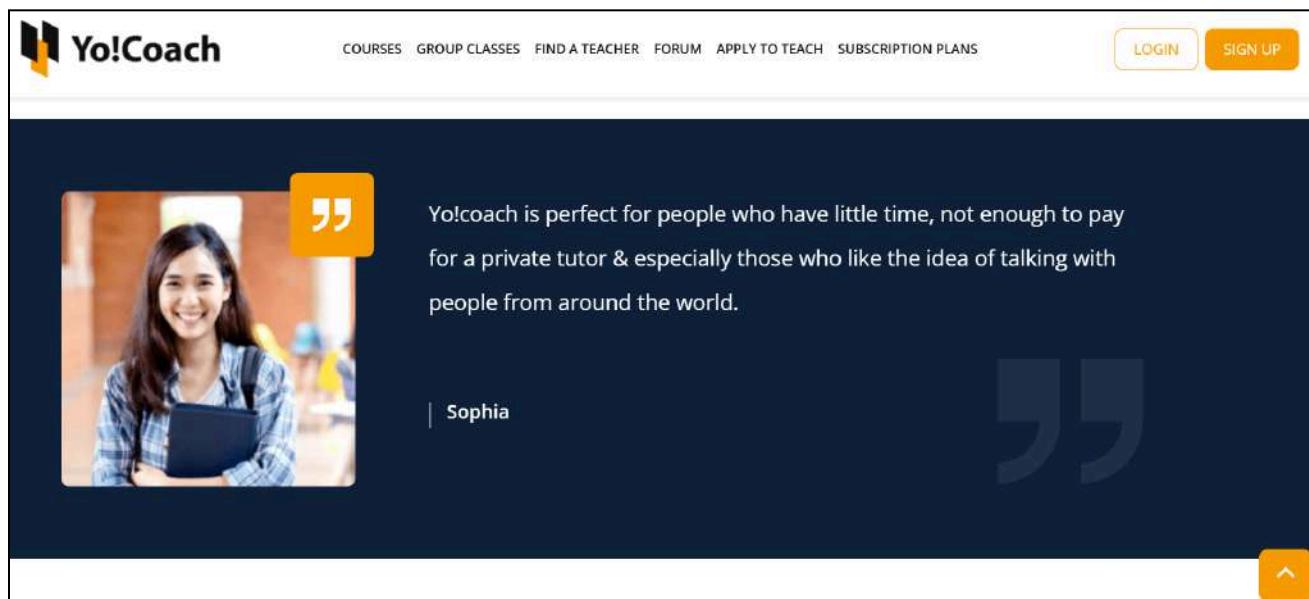 Yo!Coach
COURSES GROUP CLASSES FIND A TEACHER FORUM APPLY TO TEACH SUBSCRIPTION PLANS
LOGIN
SIGN UP
Yo!coach is perfect for people who have little time, not enough to pay
for a private tutor & especially those who like the idea of talking with
people from around the world.
Sophia